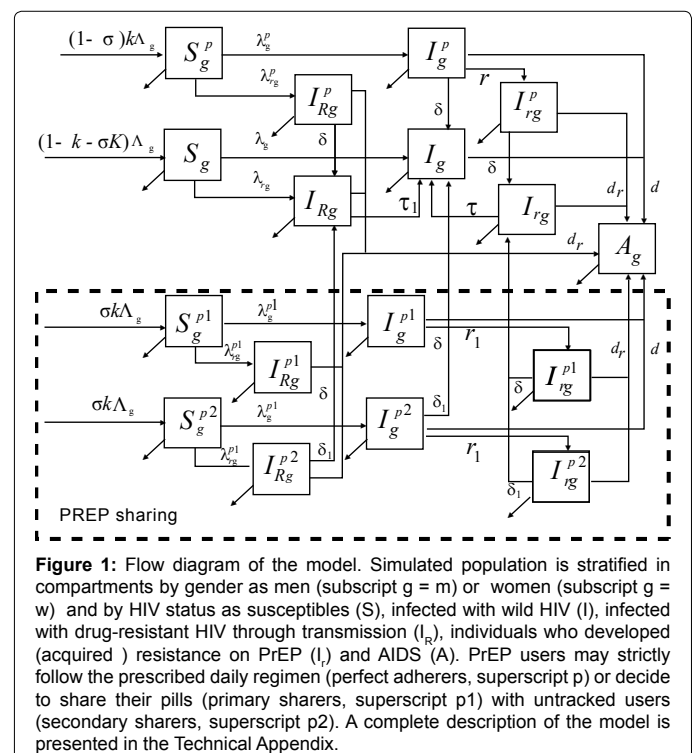 (1- σ )kΛ_g
S_g^p
λ_g^p
I_g^p
r
λ_rg^p
I_Rg^p
δ
δ
I_rg^p
(1- k - σK)Λ_g
S_g
λ_g
I_g
δ
λ_rg
I_Rg
τ₁
τ
I_rg
d_r
d
d_r
A_g
σkΛ_g
S_g^p1
λ_g^p1
I_g^p1
δ
r₁
d_r
d
λ_rg^p1
I_Rg^p1
δ
δ
I_rg^p1
σkΛ_g
S_g^p2
λ_g^p1
I_g^p2
δ₁
r₁
λ_rg^p1
I_Rg^p2
δ₁
δ₁
I_rg^p2
PREP sharing
Figure 1: Flow diagram of the model. Simulated population is stratified in
compartments by gender as men (subscript g = m) or women (subscript g =
w) and by HIV status as susceptibles (S), infected with wild HIV (I), infected
with drug-resistant HIV through transmission (I_R), individuals who developed
(acquired ) resistance on PrEP (I_r) and AIDS (A). PrEP users may strictly
follow the prescribed daily regimen (perfect adherers, superscript p) or decide
to share their pills (primary sharers, superscript p1) with untracked users
(secondary sharers, superscript p2). A complete description of the model is
presented in the Technical Appendix.